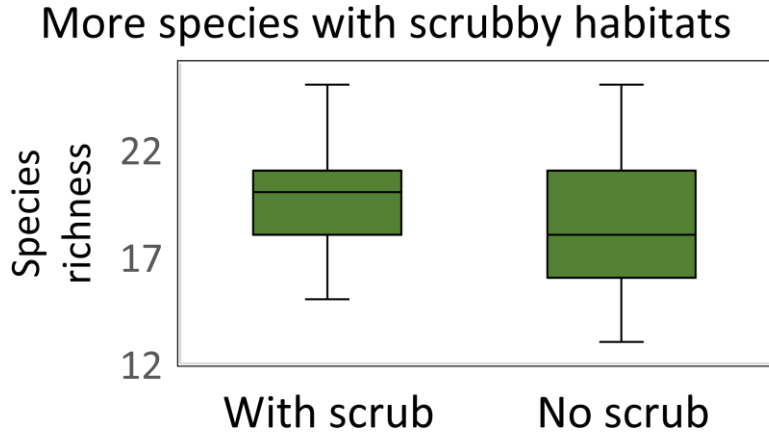 More species with scrubby habitats
Species
richness
22
17
12
With scrub
No scrub